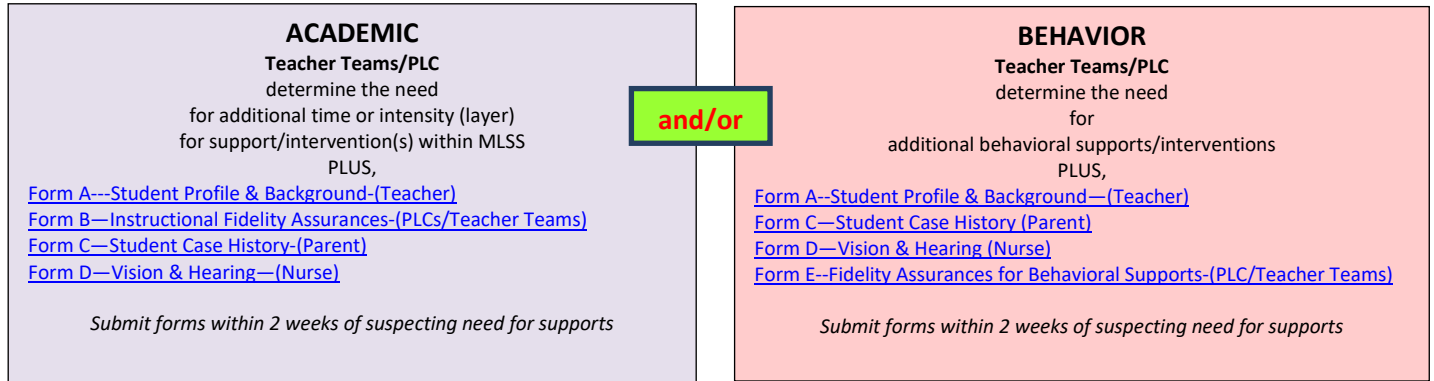 ACADEMIC
Teacher Teams/PLC
determine the need
for additional time or intensity (layer)
for support/intervention(s) within MLSS
PLUS,
Form A---Student Profile & Background-(Teacher)
Form B—Instructional Fidelity Assurances-(PLCs/Teacher Teams)
Form C—Student Case History-(Parent)
Form D—Vision & Hearing—(Nurse)
Submit forms within 2 weeks of suspecting need for supports
and/or
BEHAVIOR
Teacher Teams/PLC
determine the need
for
additional behavioral supports/interventions
PLUS,
Form A--Student Profile & Background—(Teacher)
Form C—Student Case History (Parent)
Form D—Vision & Hearing (Nurse)
Form E--Fidelity Assurances for Behavioral Supports-(PLC/Teacher Teams)
Submit forms within 2 weeks of suspecting need for supports